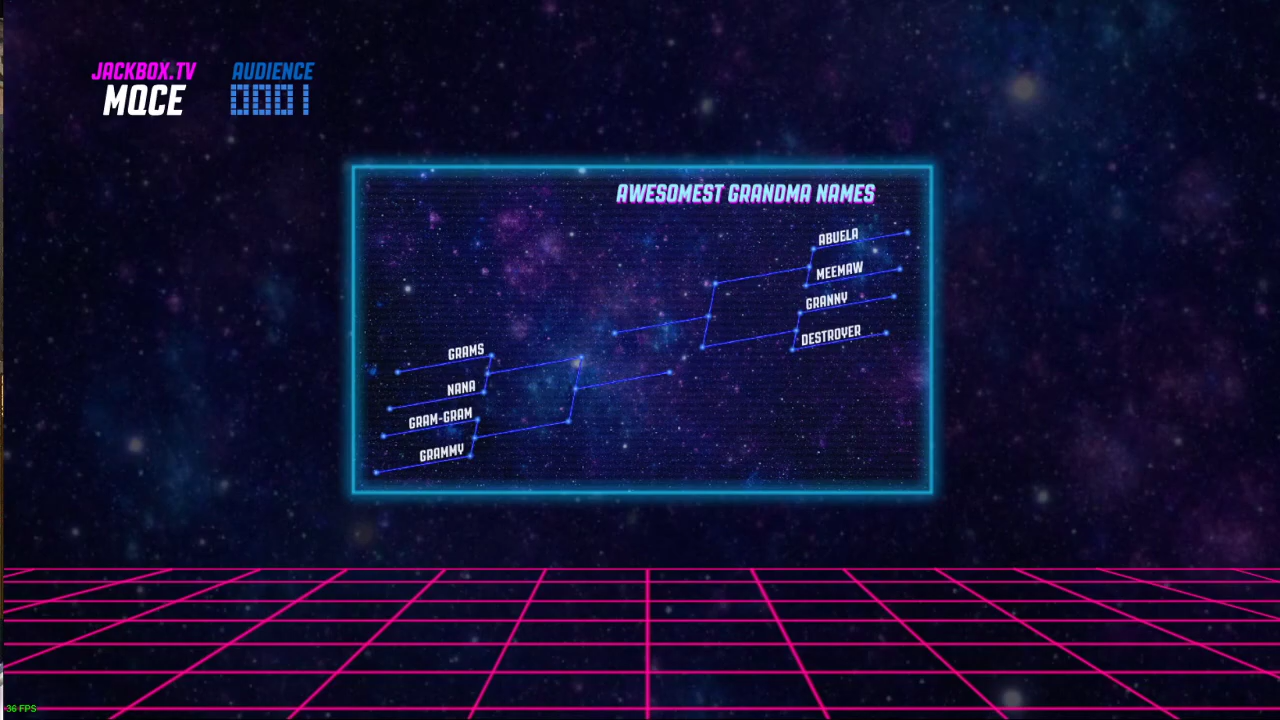 JACKBOX.TV
MQCE
AUDIENCE
0001
AWESOMEST GRANDMA NAMES
ABUELA
MEEMAW
GRANNY
DESTROYER
GRAMS
NANA
GRAM-GRAM
GRAMMY
36 FPS